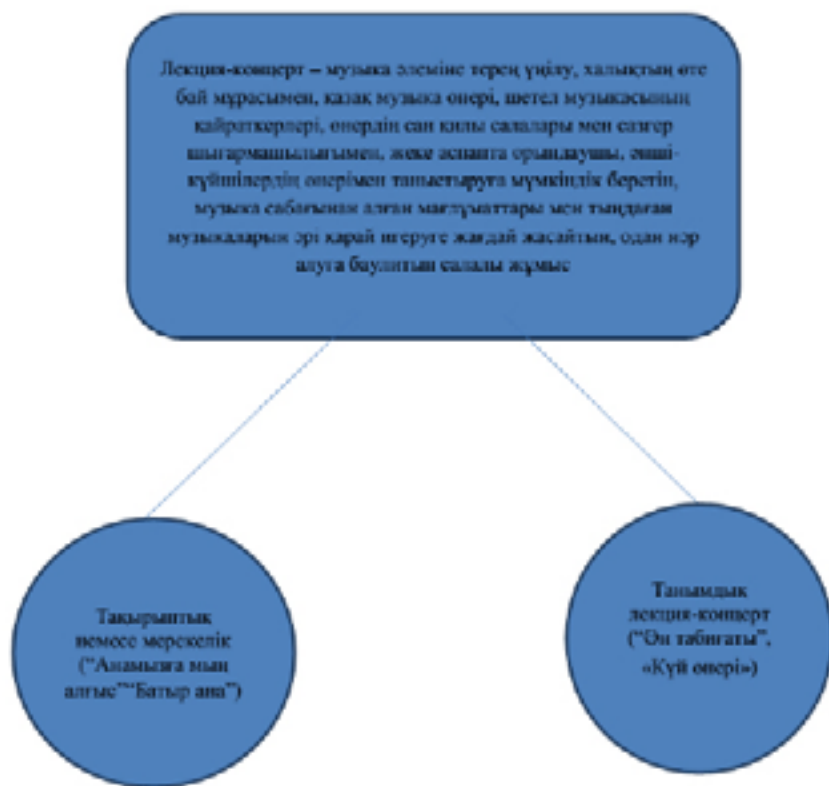 Лекция-концерт – музыка әлеміне терең үңілу, халықтың өте
бай мұрасымен, қазақ музыка өнері, шетел музыкасының
қайраткерлері, өнердің сан қилы салалары мен сазгер
шығармашылығымен, жеке аспапта орындаушы, әнші-
күйшілердің өнерімен таныстыруға мүмкіндік беретін,
музыка сабағынан алған мағлұматтары мен тыңдаған
музыкаларын әрі қарай игеруге жағдай жасайтын, одан нәр
алуға баулитын салалы жұмыс
Тақырыптық
немесе мерекелік
(“Анамызға мың
алғыс”“Батыр ана”)
Танымдық
лекция-концерт
(“Ән табиғаты”,
«Күй өнері»)